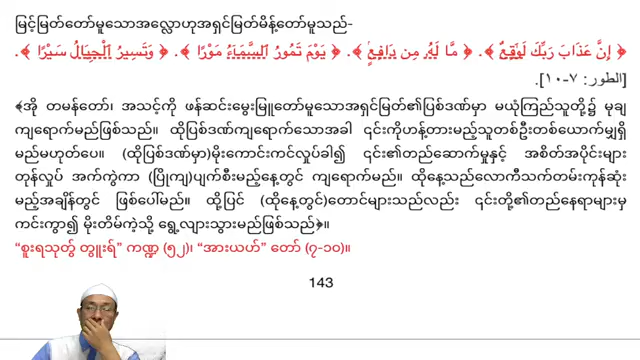 မြင့်မြတ်တော်မူသောအလ္လောဟုအရှင်မြတ်မိန့်တော်မူသည်-
﴿ إِنَّ عَذَابَ رَبِّكَ لَوَٰقِعٌ ﴾. ﴿ مَّا لَهُۥ مِن دَافِعٍ ﴾. ﴿ يَوْمَ تَمُورُ ٱلسَّمَآءُ مَوْرًا ﴾. ﴿ وَتَسِيرُ ٱلْجِبَالُ سَيْرًا ﴾.
[الطور: ٧-١٠].
﴾အို တမန်တော်၊ အသင့်ကို ဖန်ဆင်းမွေးမြူတော်မူသောအရှင်မြတ်၏ပြစ်ဒဏ်မှာ မယုံကြည်သူတို့၌ မုချ
ကျရောက်မည်ဖြစ်သည်။ ထိုပြစ်ဒဏ်ကျရောက်သောအခါ ၎င်းကိုဟန့်တားမည့်သူတစ်ဦးတစ်ယောက်မျှရှိ
မည်မဟုတ်ပေ။ (ထိုပြစ်ဒဏ်မှာ)မိုးကောင်းကင်လှုပ်ခါ၍ ၎င်း၏တည်ဆောက်မှုနှင့် အစိတ်အပိုင်းများ
တုန်လှုပ် အက်ကွဲကာ (ပြိုကျ)ပျက်စီးမည့်နေ့တွင် ကျရောက်မည်။ ထိုနေ့သည်လောကီသက်တမ်းကုန်ဆုံး
မည့်အချိန်တွင် ဖြစ်ပေါ်မည်။ ထို့ပြင် (ထိုနေ့တွင်)တောင်များသည်လည်း ၎င်းတို့၏တည်နေရာများမှ
ကင်းကွာ၍ မိုးတိမ်ကဲ့သို့ ရွေ့လျားသွားမည်ဖြစ်သည်﴿။
“စူးရသုတွ် တွူးရ်” ကဏ္ဍ (၅၂)၊ “အာယဟ်” တော် (၇-၁၀)။
143